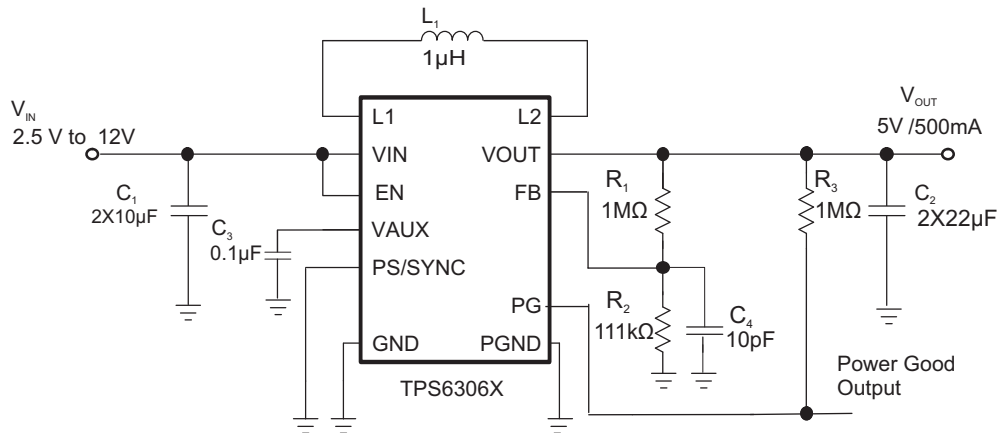 L₁
1µH
V_IN
2.5 V to 12V
V_OUT
5V /500mA
L1
L2
VIN
VOUT
EN
FB
VAUX
PS/SYNC
PG
GND
PGND
C₁
2X10µF
C₃
0.1µF
R₁
1MΩ
R₃
1MΩ
C₂
2X22µF
R₂
111kΩ
C₄
10pF
Power Good
Output
TPS6306X